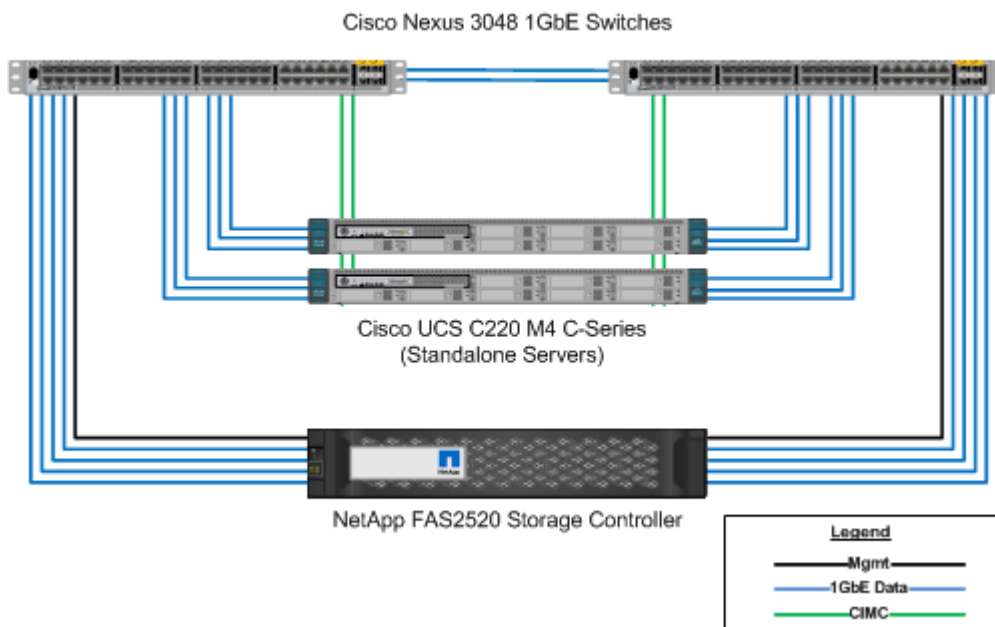 Cisco Nexus 3048 1GbE Switches
Cisco UCS C220 M4 C-Series
(Standalone Servers)
NetApp
NetApp FAS2520 Storage Controller
Legend
Mgmt
1GbE Data
CIMC